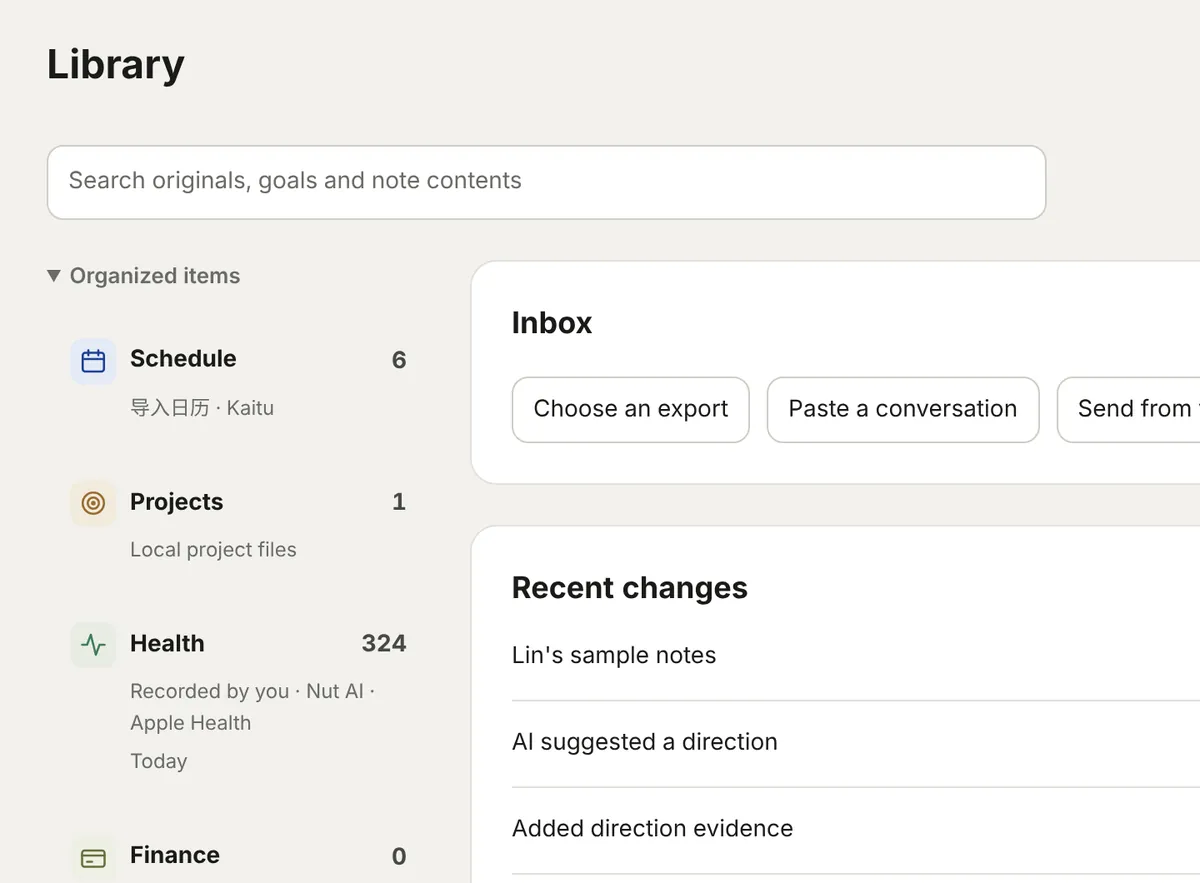 Library
Search originals, goals and note contents
▼ Organized items
Schedule 6
导入日历 · Kaitu
Projects 1
Local project files
Health 324
Recorded by you · Nut AI ·
Apple Health
Today
Finance 0
Inbox
Choose an export
Paste a conversation
Send from
Recent changes
Lin's sample notes
AI suggested a direction
Added direction evidence